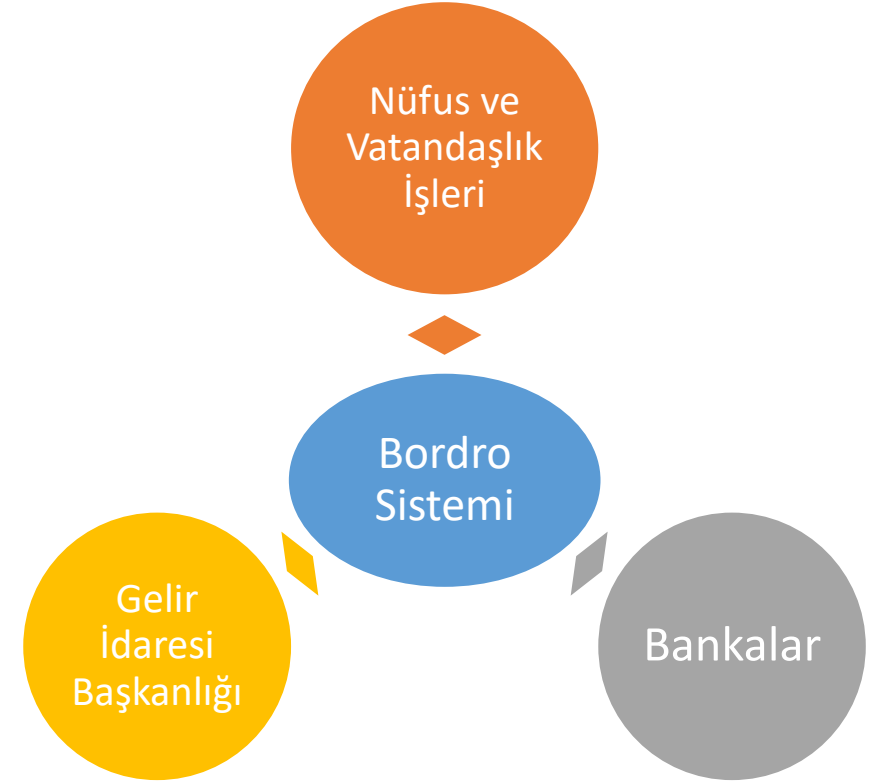 Nüfus ve
Vatandaşlık
İşleri
Bordro
Sistemi
Gelir
İdaresi
Başkanlığı
Bankalar